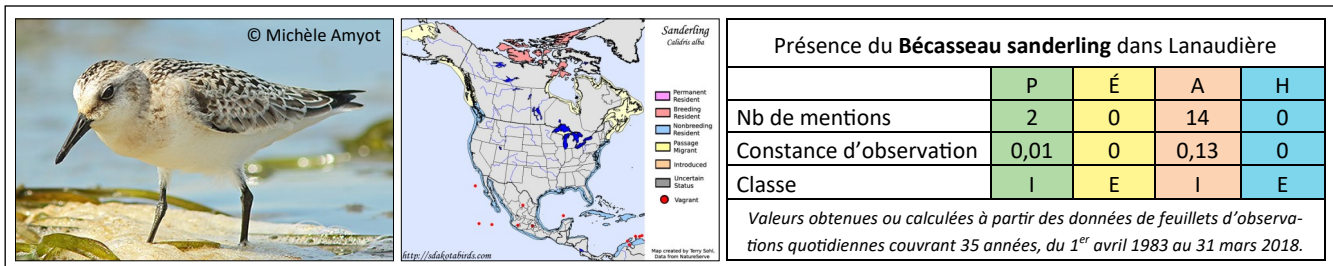 © Michèle Amyot
Sanderling
Calidris alba
Permanent
Resident
Breeding
Resident
Nonbreeding
Resident
Passage
Migrant
Introduced
Uncertain
Status
Vagrant
http://sdakotabirds.com
Map created by Terry Sohl.
Data from NatureServe
Présence du Bécasseau sanderling dans Lanaudière
P É A H
Nb de mentions 2 0 14 0
Constance d'observation 0,01 0 0,13 0
Classe I E I E
Valeurs obtenues ou calculées à partir des données de feuillets d'observa-
tions quotidiennes couvrant 35 années, du 1er avril 1983 au 31 mars 2018.